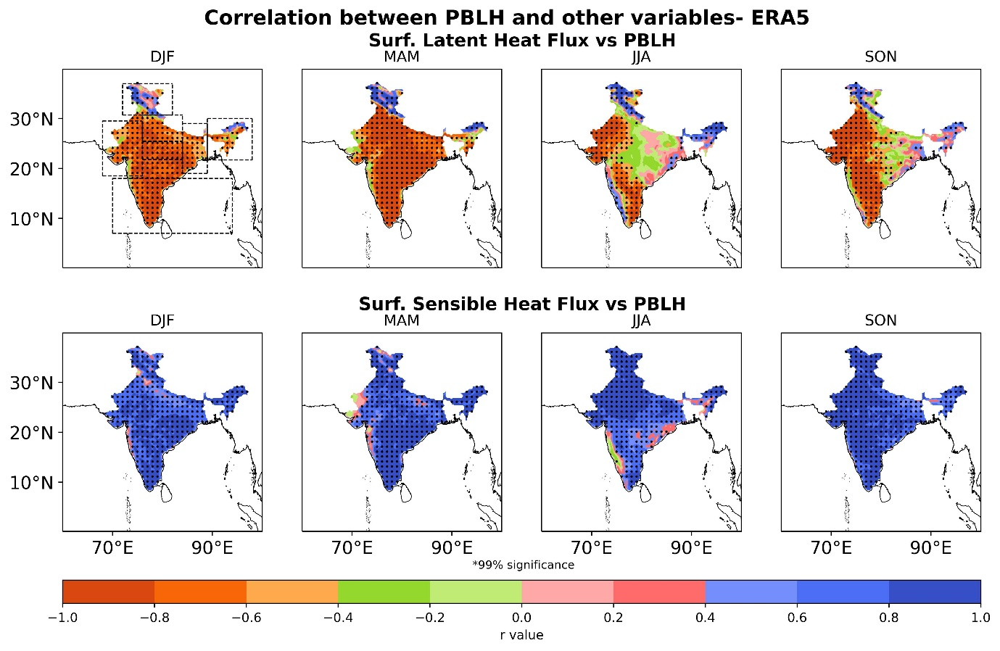 Correlation between PBLH and other variables- ERA5
Surf. Latent Heat Flux vs PBLH
DJF MAM JJA SON
30°N
20°N
10°N
Surf. Sensible Heat Flux vs PBLH
DJF MAM JJA SON
30°N
20°N
10°N
70°E 90°E 70°E 90°E 70°E 90°E 70°E 90°E
*99% significance
−1.0 −0.8 −0.6 −0.4 −0.2 0.0 0.2 0.4 0.6 0.8 1.0
r value